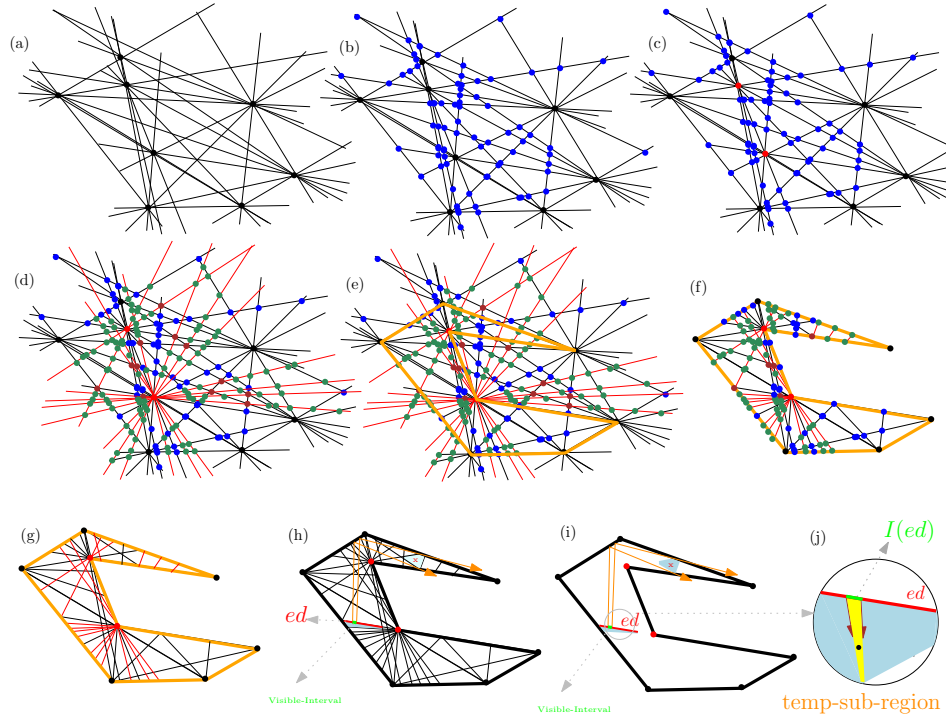 (a)
(b)
(c)
(d)
(e)
(f)
(g)
(h)
(i)
(j)
I(ed)
ed
ed
ed
Visible-Interval
Visible-Interval
temp-sub-region